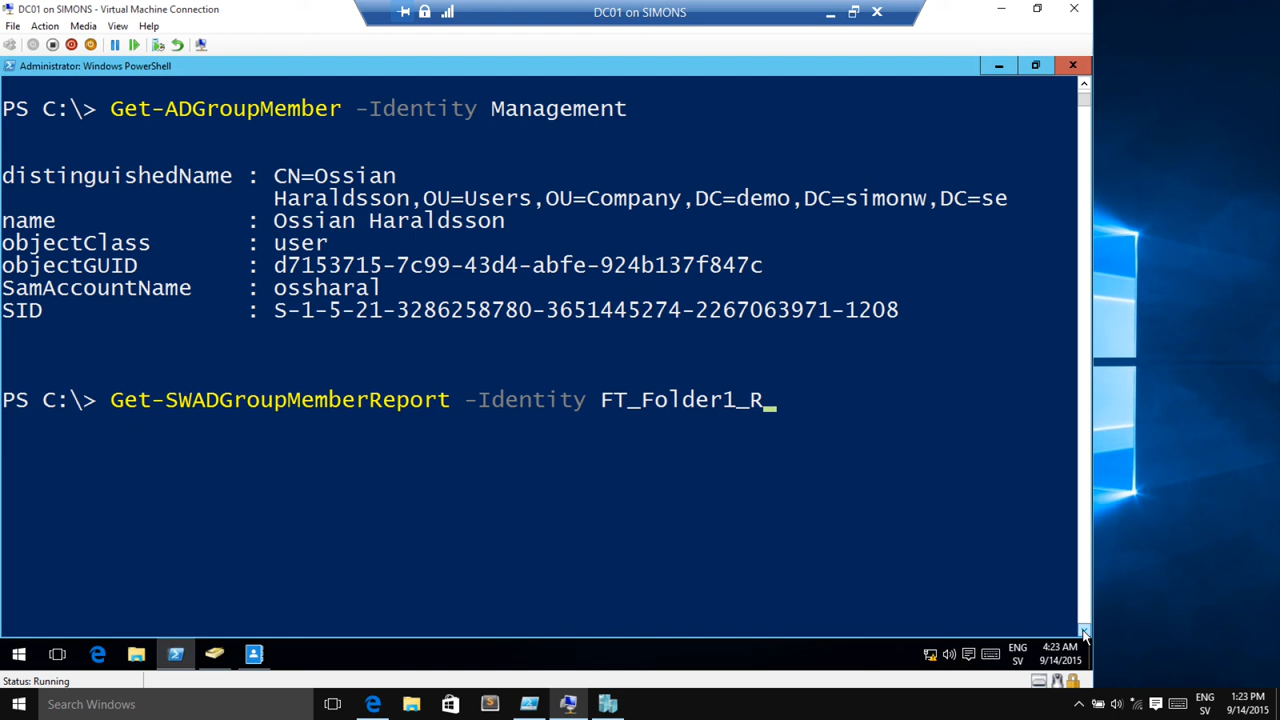 DC01 on SIMONS - Virtual Machine Connection
DC01 on SIMONS
File Action Media View Help
Administrator: Windows PowerShell
PS C:\> Get-ADGroupMember -Identity Management
distinguishedName : CN=Ossian
Haraldsson,OU=Users,OU=Company,DC=demo,DC=simonw,DC=se
name : Ossian Haraldsson
objectClass : user
objectGUID : d7153715-7c99-43d4-abfe-924b137f847c
SamAccountName : ossharal
SID : S-1-5-21-3286258780-3651445274-2267063971-1208
PS C:\> Get-SWADGroupMemberReport -Identity FT_Folder1_R_
ENG 4:23 AM
SV 9/14/2015
Status: Running
Search Windows
ENG 1:23 PM
SV 9/14/2015